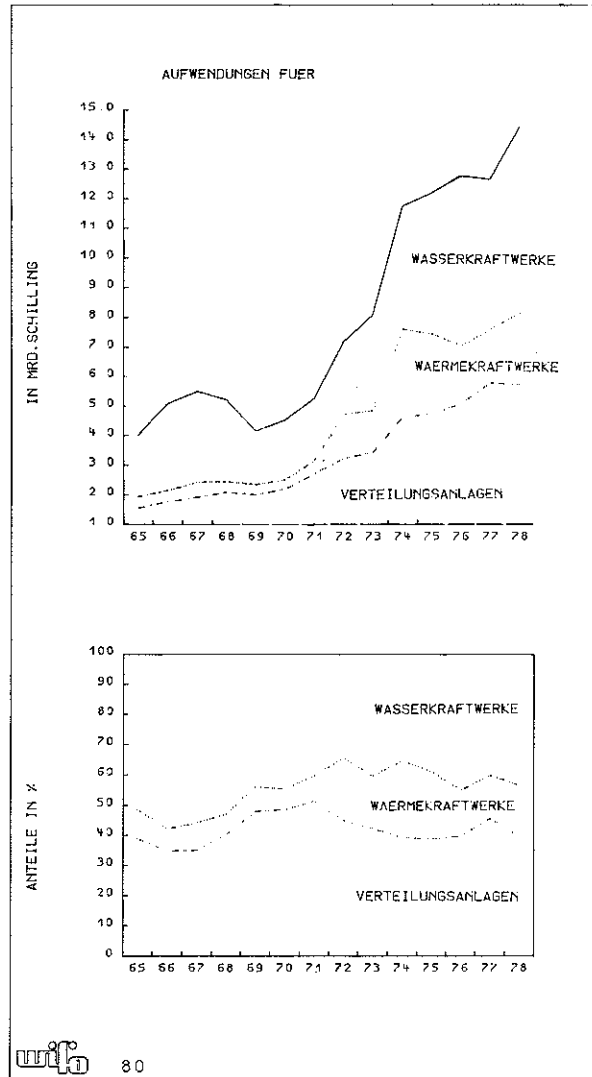 AUFWENDUNGEN FUER
IN MRD.SCHILLING
15.0
14 0
13 0
12 0
11 0
10 0
9 0
8 0
7 0
6 0
5 0
4 0
3 0
2 0
1 0
WASSERKRAFTWERKE
WAERMEKRAFTWERKE
VERTEILUNGSANLAGEN
65 66 67 68 69 70 71 72 73 74 75 76 77 78
ANTEILE IN %
100
90
80
70
60
50
40
30
20
10
0
WASSERKRAFTWERKE
WAERMEKRAFTWERKE
VERTEILUNGSANLAGEN
65 66 67 68 69 70 71 72 73 74 75 76 77 78
wifo 80